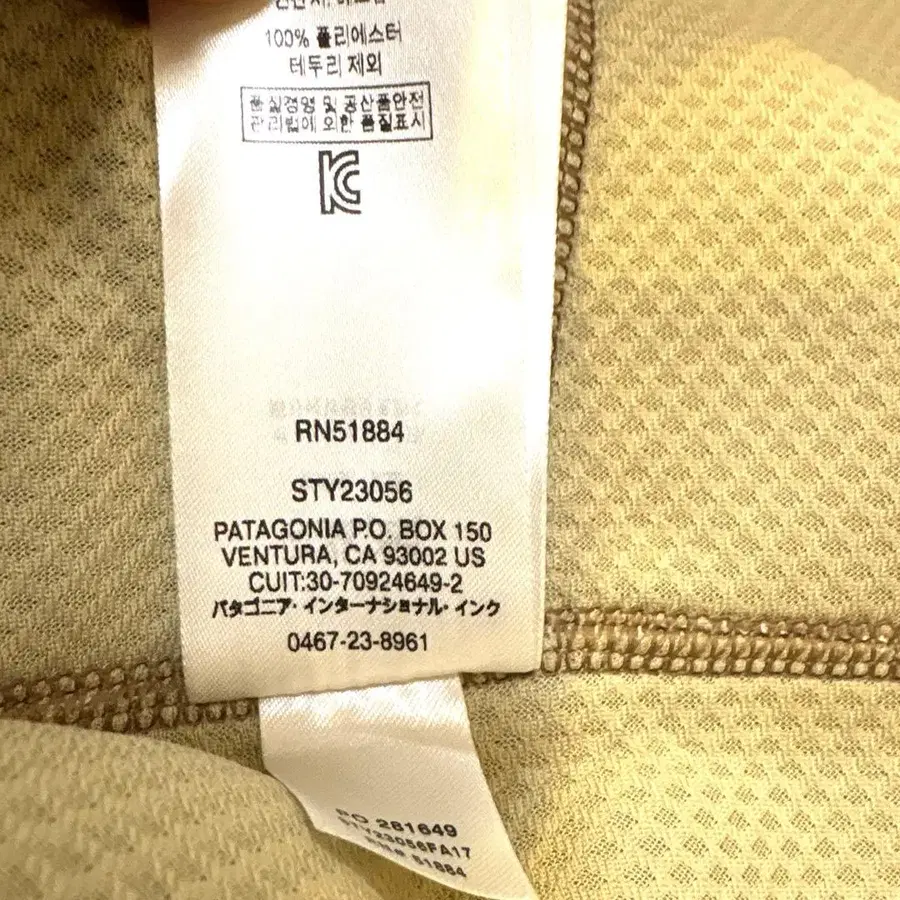 100% 폴리에스터
테두리 제외
품질경영 및 공산품안전
관리법에 의한 품질표시
RN51884
STY23056
PATAGONIA P.O. BOX 150
VENTURA, CA 93002 US
CUIT:30-70924649-2
パタゴニア・インターナショナル・インク
0467-23-8961
PO 281649
STY23056FA17
RN# 51884